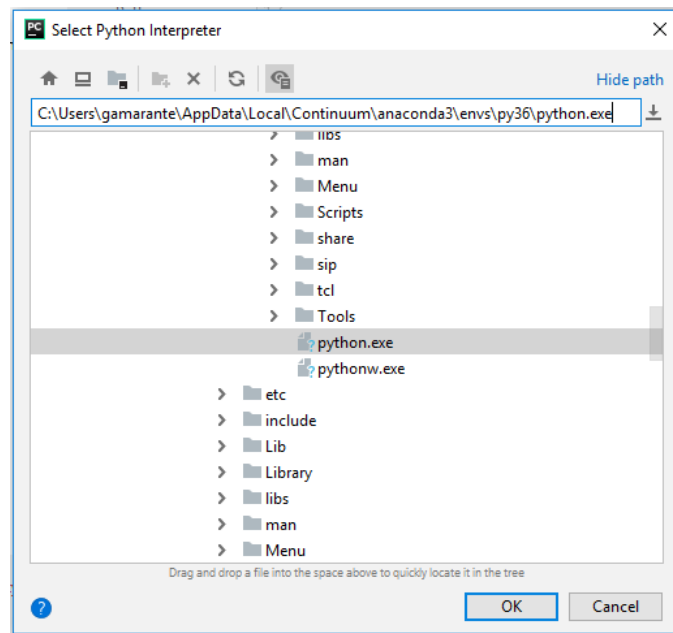 PC Select Python Interpreter
Hide path
C:\Users\gamarante\AppData\Local\Continuum\anaconda3\envs\py36\python.exe
libs
man
Menu
Scripts
share
sip
tcl
Tools
python.exe
pythonw.exe
etc
include
Lib
Library
libs
man
Menu
Drag and drop a file into the space above to quickly locate it in the tree
? OK Cancel